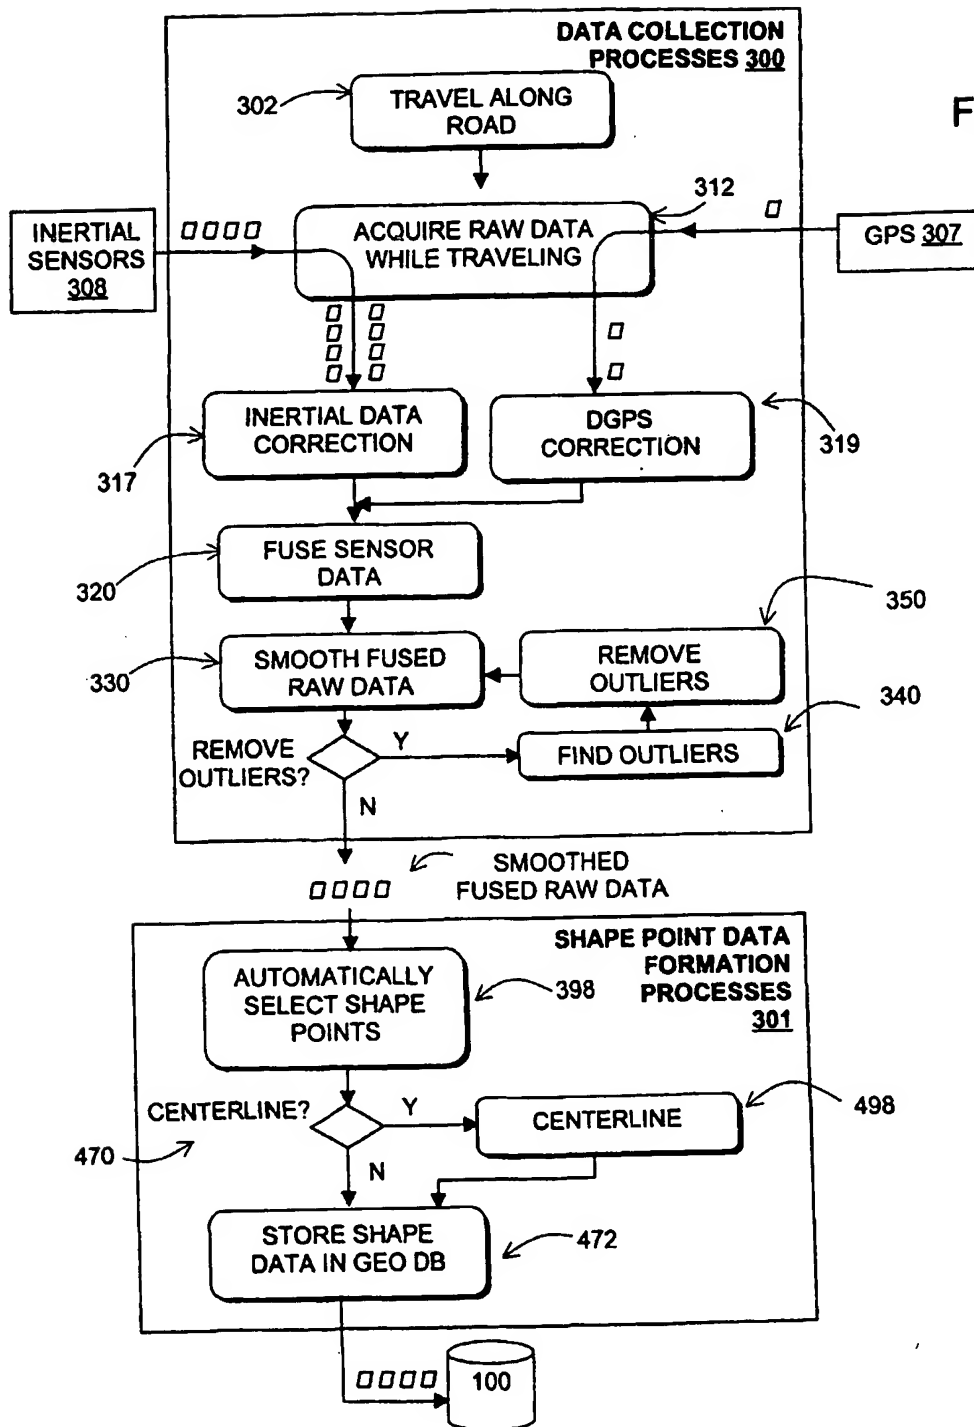 DATA COLLECTION
PROCESSES 300
302
TRAVEL ALONG
ROAD
F
312
INERTIAL
SENSORS
308
ACQUIRE RAW DATA
WHILE TRAVELING
GPS 307
INERTIAL DATA
CORRECTION
317
DGPS
CORRECTION
319
FUSE SENSOR
DATA
320
350
SMOOTH FUSED
RAW DATA
330
REMOVE
OUTLIERS
340
REMOVE
OUTLIERS?
Y
FIND OUTLIERS
N
SMOOTHED
FUSED RAW DATA
SHAPE POINT DATA
FORMATION
PROCESSES
301
AUTOMATICALLY
SELECT SHAPE
POINTS
398
CENTERLINE?
Y
CENTERLINE
498
470
N
STORE SHAPE
DATA IN GEO DB
472
100